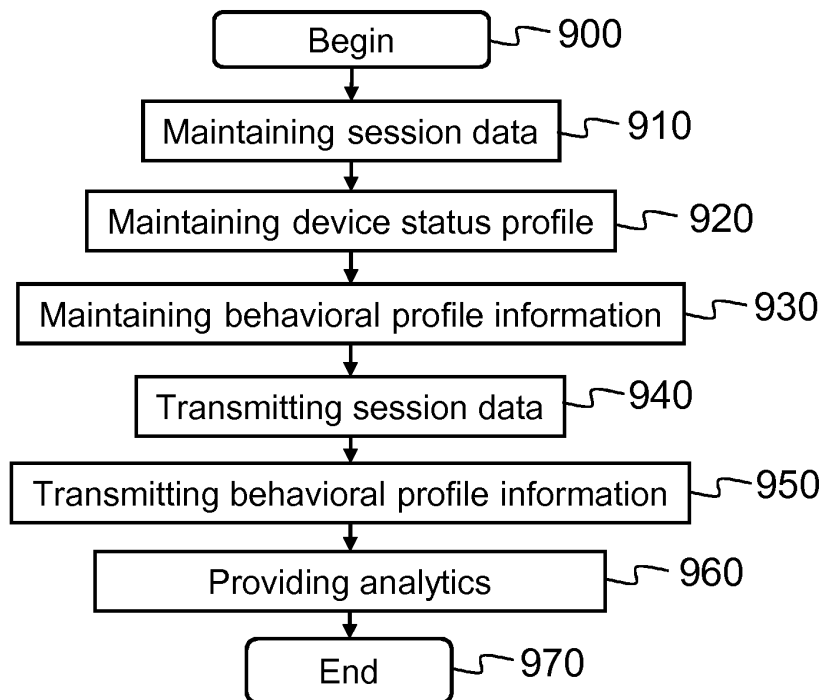 Begin 900
Maintaining session data 910
Maintaining device status profile 920
Maintaining behavioral profile information 930
Transmitting session data 940
Transmitting behavioral profile information 950
Providing analytics 960
End 970